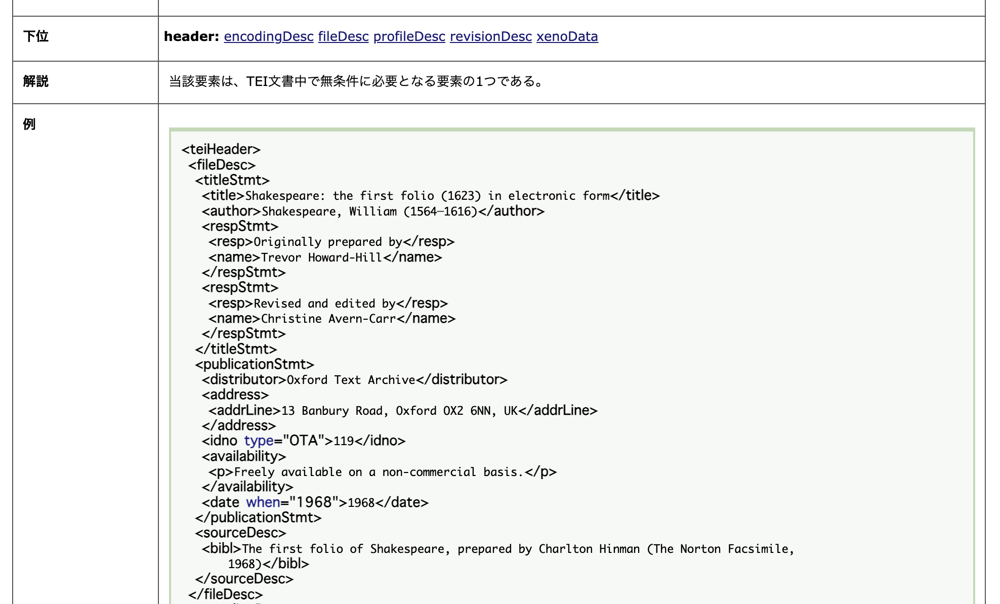 下位
header: encodingDesc fileDesc profileDesc revisionDesc xenoData
解説
当該要素は、TEI文書中で無条件に必要となる要素の1つである。
例
<teiHeader>
<fileDesc>
<titleStmt>
<title>Shakespeare: the first folio (1623) in electronic form</title>
<author>Shakespeare, William (1564–1616)</author>
<respStmt>
<resp>Originally prepared by</resp>
<name>Trevor Howard-Hill</name>
</respStmt>
<respStmt>
<resp>Revised and edited by</resp>
<name>Christine Avern-Carr</name>
</respStmt>
</titleStmt>
<publicationStmt>
<distributor>Oxford Text Archive</distributor>
<address>
<addrLine>13 Banbury Road, Oxford OX2 6NN, UK</addrLine>
</address>
<idno type="OTA">119</idno>
<availability>
<p>Freely available on a non-commercial basis.</p>
</availability>
<date when="1968">1968</date>
</publicationStmt>
<sourceDesc>
<bibl>The first folio of Shakespeare, prepared by Charlton Hinman (The Norton Facsimile,
1968)</bibl>
</sourceDesc>
</fileDesc>